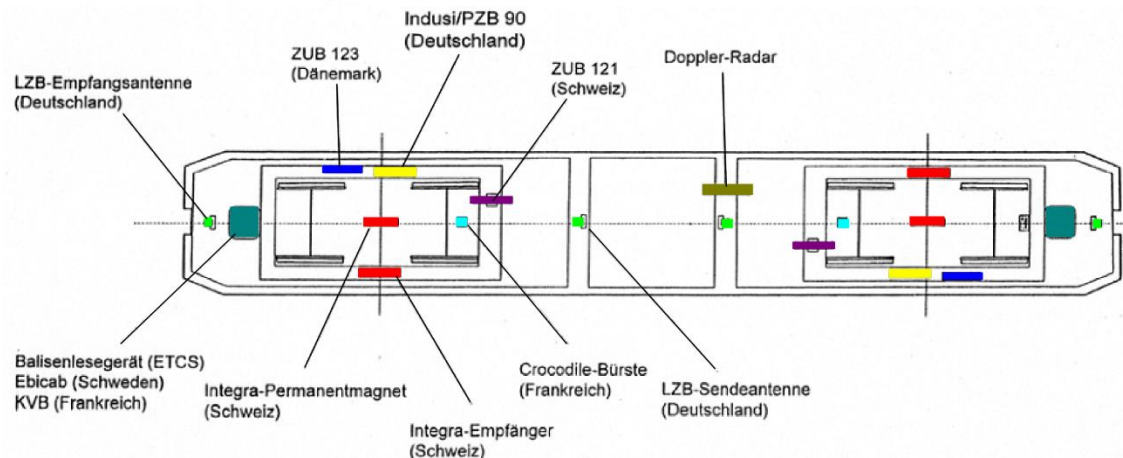 Indusi/PZB 90
(Deutschland)
ZUB 123
(Dänemark)
LZB-Empfangsantenne
(Deutschland)
ZUB 121
(Schweiz)
Doppler-Radar
Balisenlesegerät (ETCS)
Ebicab (Schweden)
KVB (Frankreich)
Integra-Permanentmagnet
(Schweiz)
Integra-Empfänger
(Schweiz)
Crocodile-Bürste
(Frankreich)
LZB-Sendeantenne
(Deutschland)